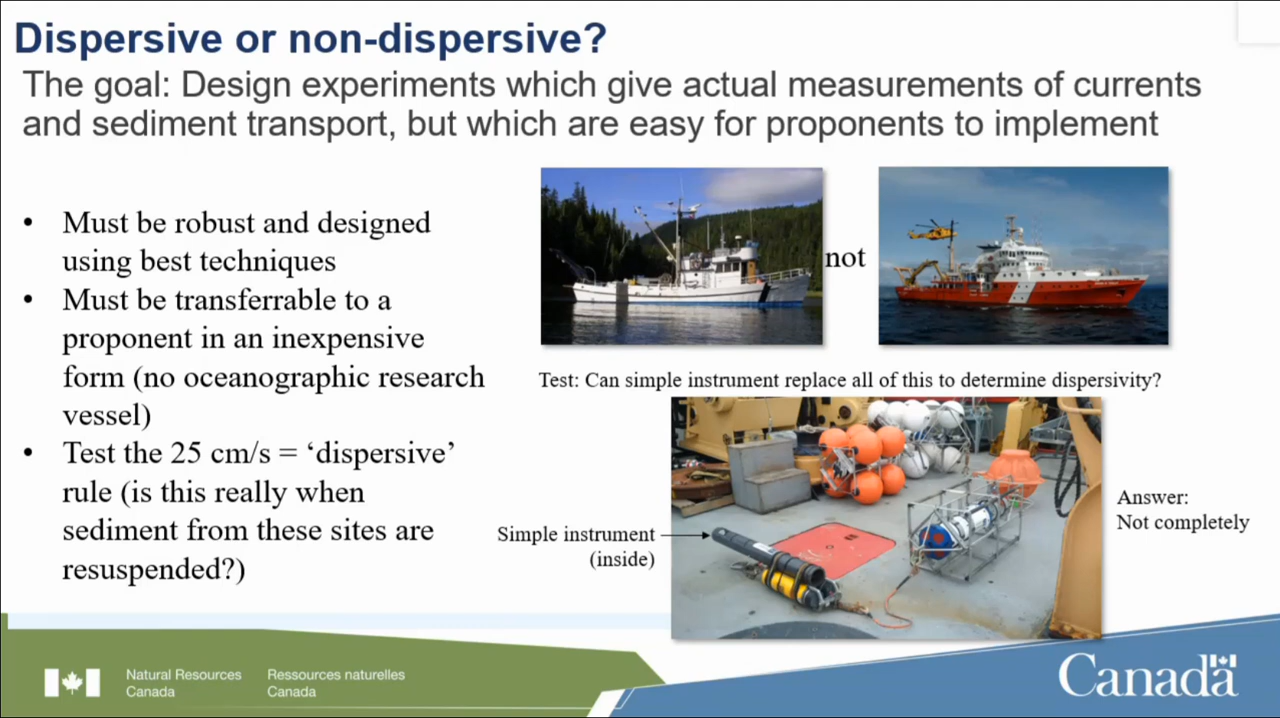 Dispersive or non-dispersive?
The goal: Design experiments which give actual measurements of currents
and sediment transport, but which are easy for proponents to implement
• Must be robust and designed
using best techniques
• Must be transferrable to a
proponent in an inexpensive
form (no oceanographic research
vessel)
• Test the 25 cm/s = ‘dispersive’
rule (is this really when
sediment from these sites are
resuspended?)
not
Test: Can simple instrument replace all of this to determine dispersivity?
Simple instrument
(inside)
Answer:
Not completely
Natural Resources
Canada
Ressources naturelles
Canada
Canada